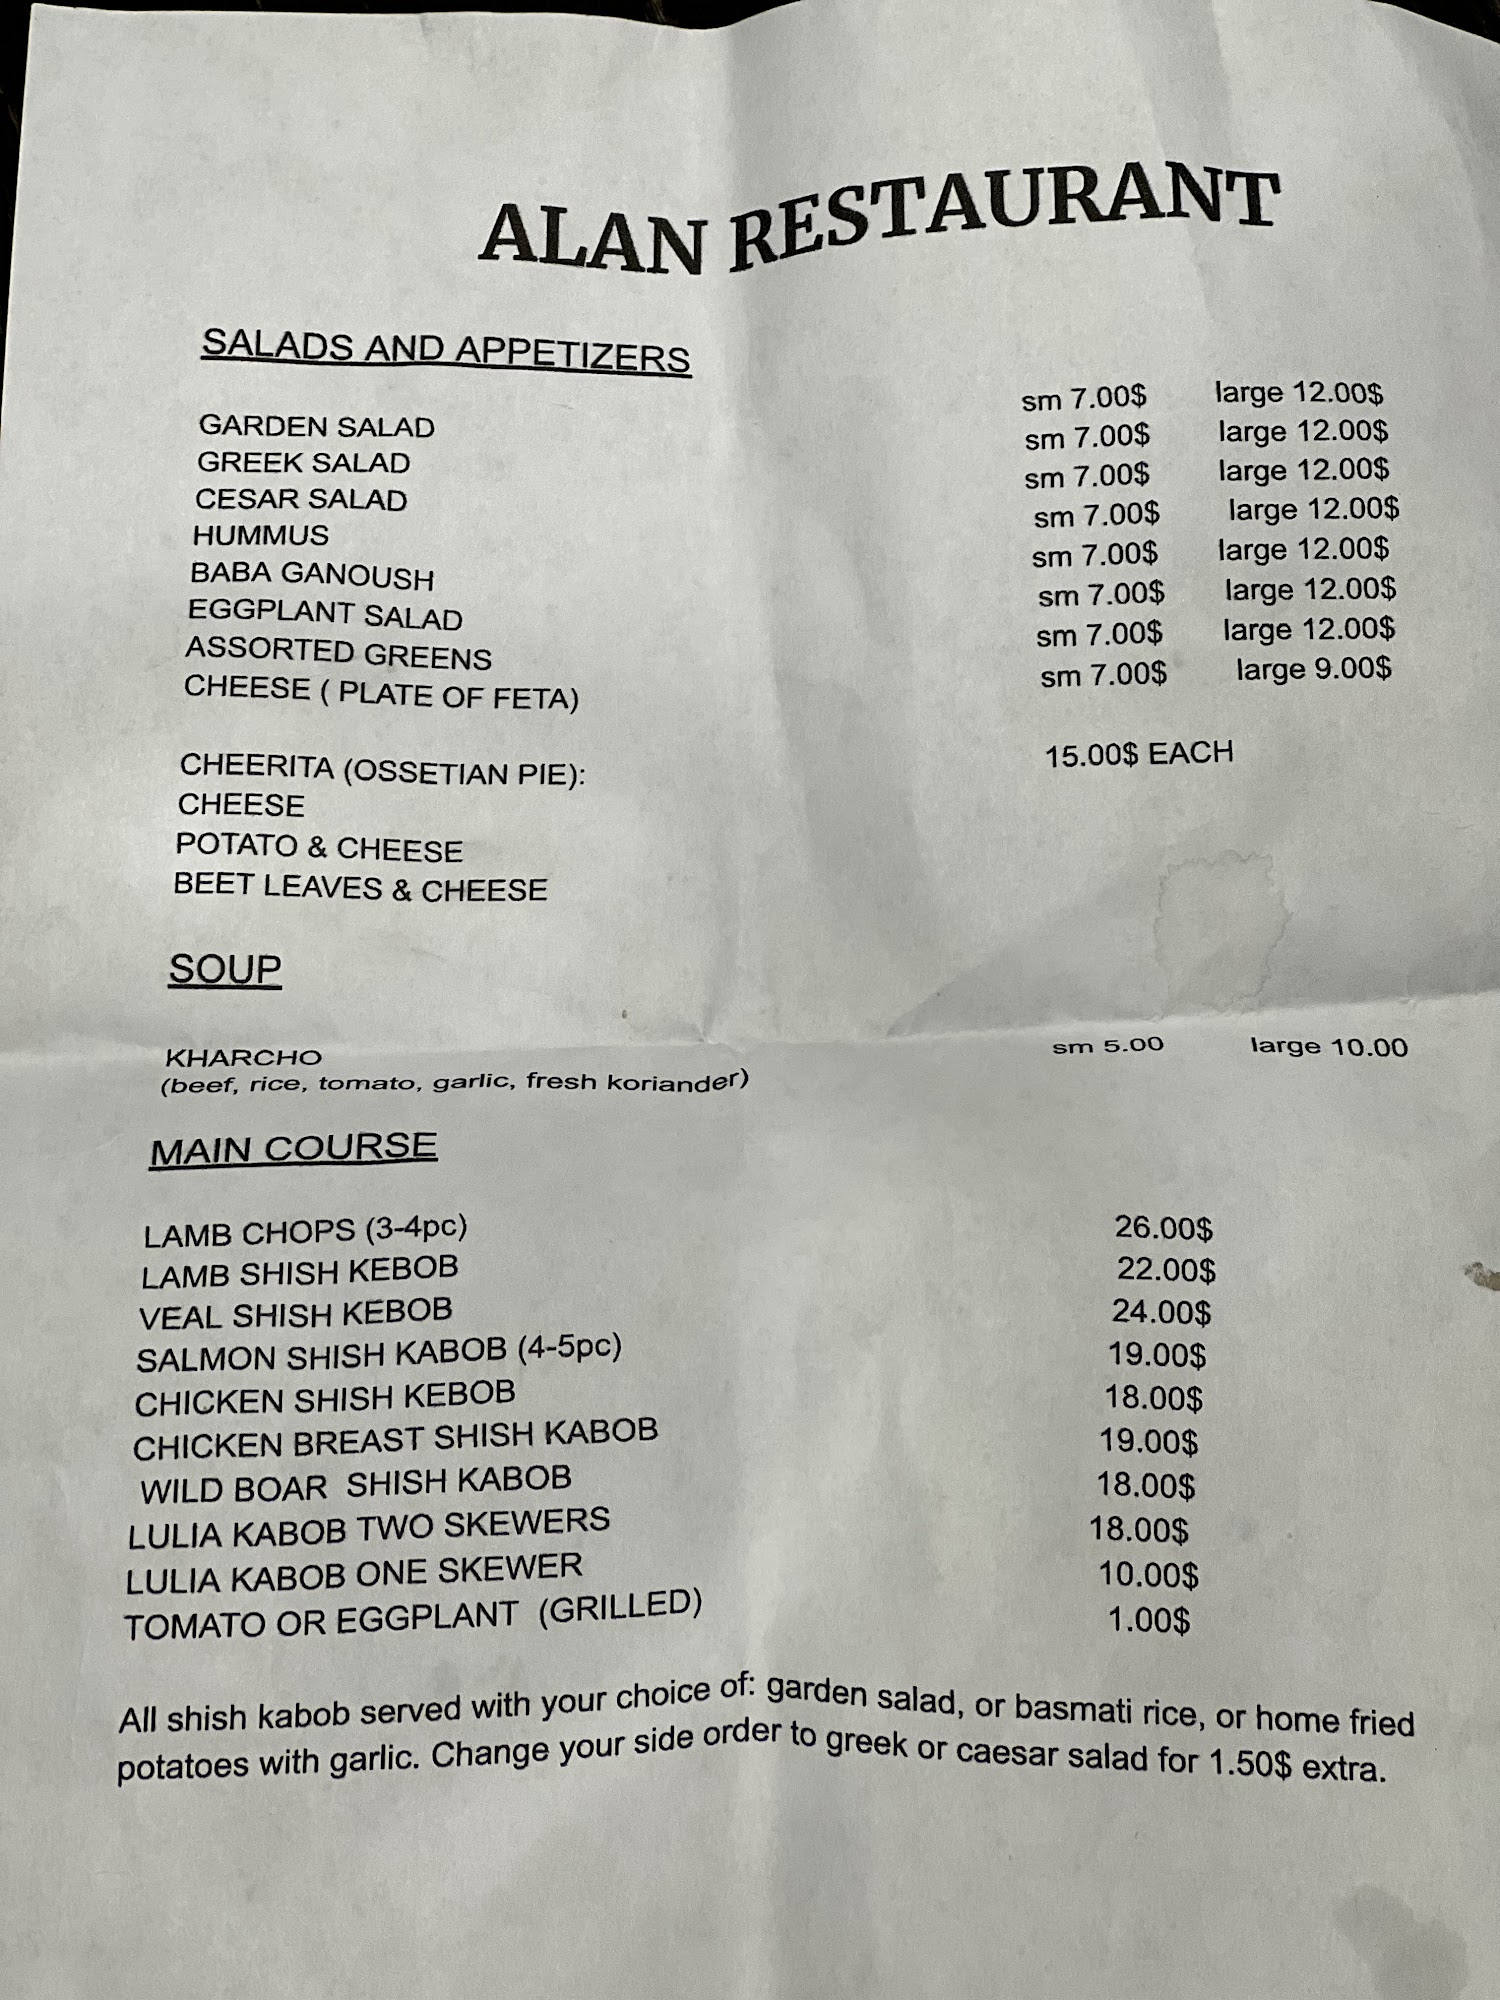 ALAN RESTAURANT
SALADS AND APPETIZERS
GARDEN SALAD sm 7.00$ large 12.00$
GREEK SALAD sm 7.00$ large 12.00$
CESAR SALAD sm 7.00$ large 12.00$
HUMMUS sm 7.00$ large 12.00$
BABA GANOUSH sm 7.00$ large 12.00$
EGGPLANT SALAD sm 7.00$ large 12.00$
ASSORTED GREENS sm 7.00$ large 12.00$
CHEESE ( PLATE OF FETA) sm 7.00$ large 9.00$
CHEERITA (OSSETIAN PIE): 15.00$ EACH
CHEESE
POTATO & CHEESE
BEET LEAVES & CHEESE
SOUP
KHARCHO sm 5.00 large 10.00
(beef, rice, tomato, garlic, fresh koriander)
MAIN COURSE
LAMB CHOPS (3-4pc) 26.00$
LAMB SHISH KEBOB 22.00$
VEAL SHISH KEBOB 24.00$
SALMON SHISH KABOB (4-5pc) 19.00$
CHICKEN SHISH KEBOB 18.00$
CHICKEN BREAST SHISH KABOB 19.00$
WILD BOAR SHISH KABOB 18.00$
LULIA KABOB TWO SKEWERS 18.00$
LULIA KABOB ONE SKEWER 10.00$
TOMATO OR EGGPLANT (GRILLED) 1.00$
All shish kabob served with your choice of: garden salad, or basmati rice, or home fried
potatoes with garlic. Change your side order to greek or caesar salad for 1.50$ extra.